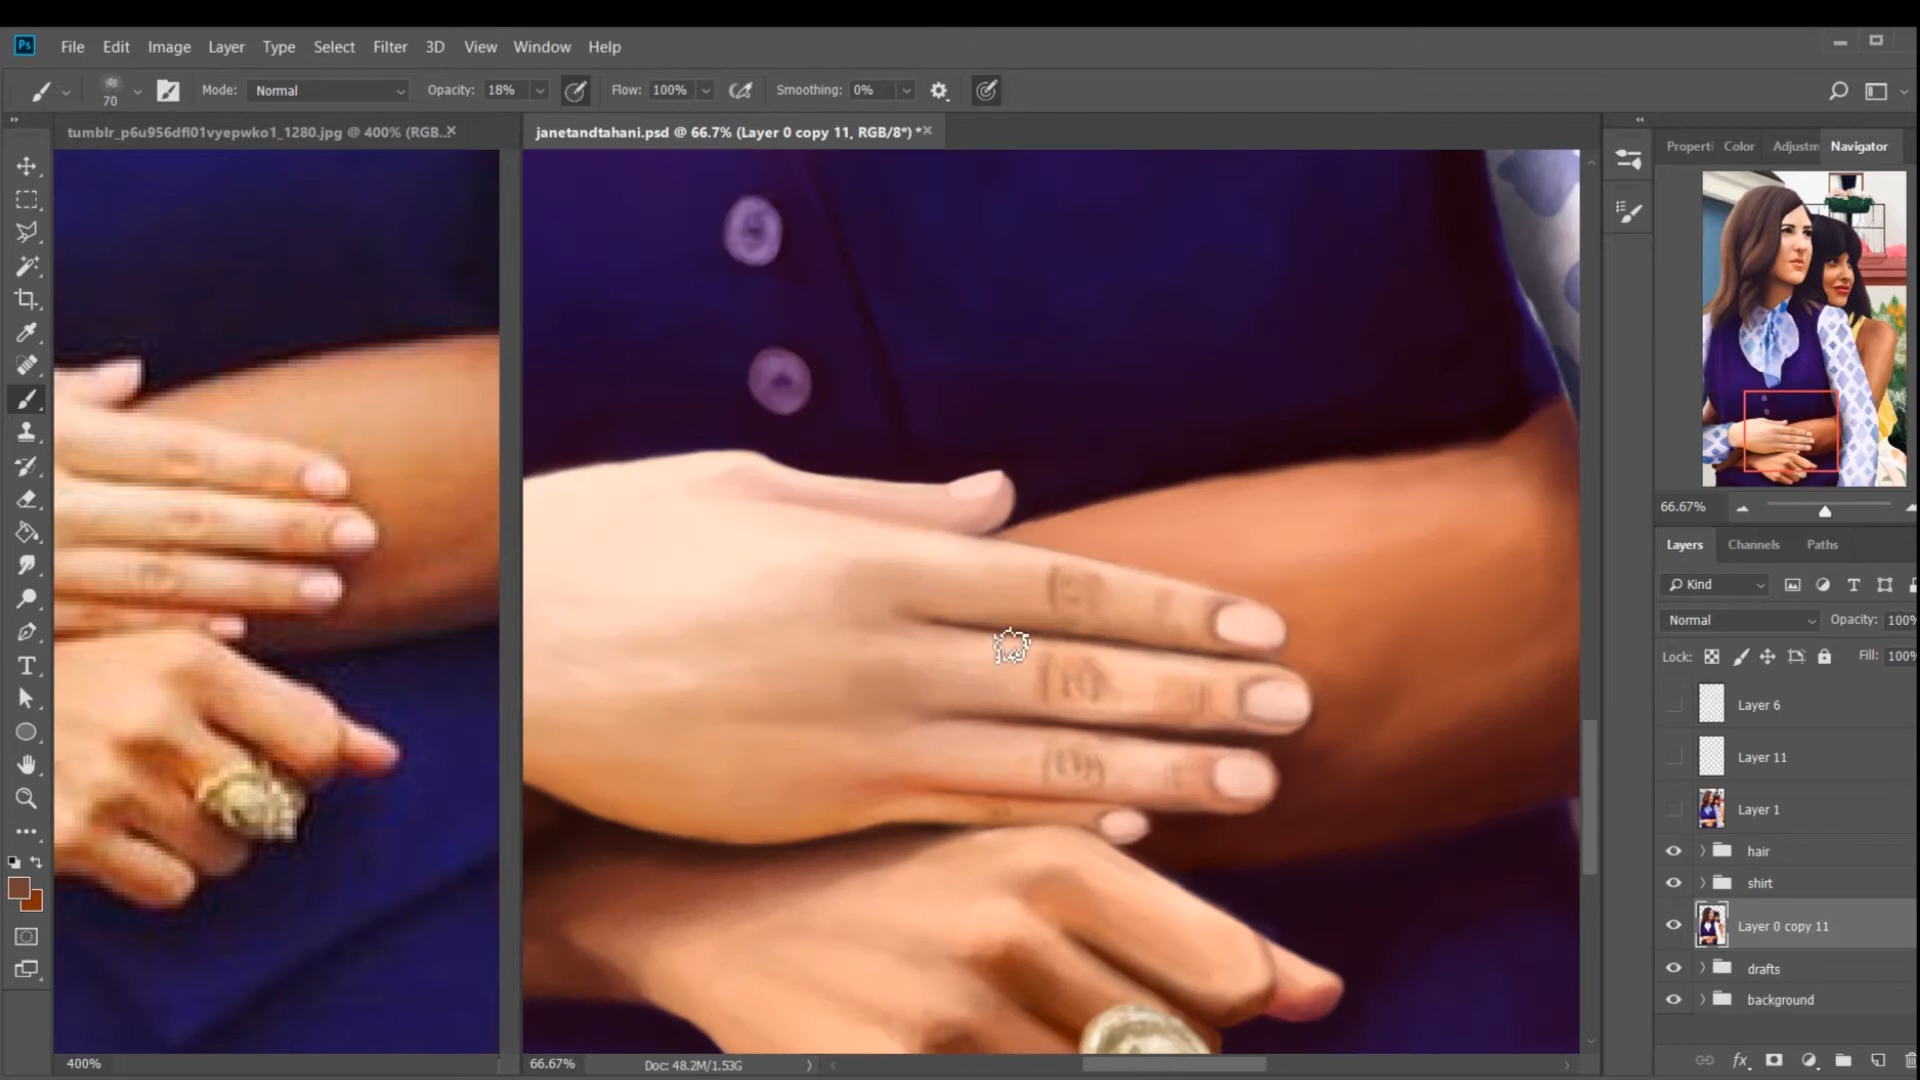 Ps File Edit Image Layer Type Select Filter 3D View Window Help
70 Mode: Normal Opacity: 18% Flow: 100% Smoothing: 0%
tumblr_p6u956dfl01vyepwko1_1280.jpg @ 400% (RGB...
janetandtahani.psd @ 66.7% (Layer 0 copy 11, RGB/8*) *
Properti Color Adjustm Navigator
66.67%
Layers Channels Paths
Kind
Normal Opacity: 100%
Lock: Fill: 100%
Layer 6
Layer 11
Layer 1
hair
shirt
Layer 0 copy 11
drafts
background
fx
400%
66.67% Doc: 48.2M/1.53G